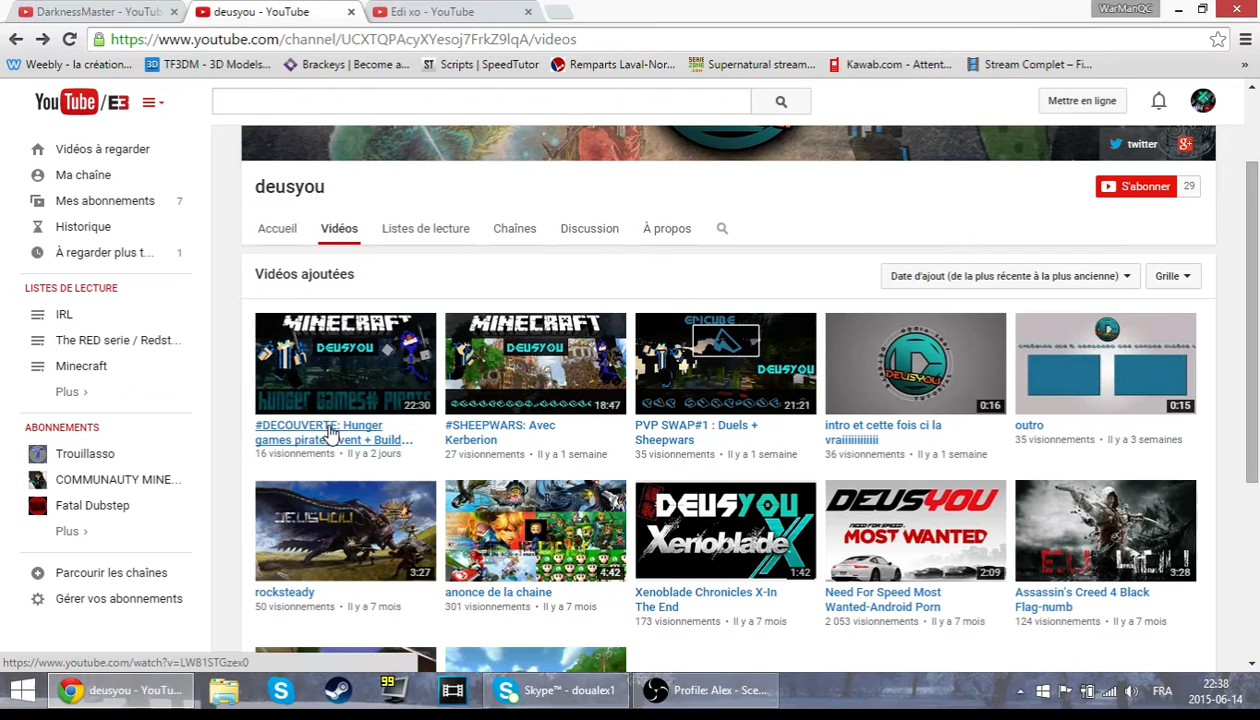 DarknessMaster - YouTub
deusyou - YouTube
Edi xo - YouTube
WarManQC
https://www.youtube.com/channel/UCXTQPAcyXYesoj7FrkZ9lqA/videos
Weebly - la création...
TF3DM - 3D Models...
Brackeys | Become a...
ST Scripts | SpeedTutor
Remparts Laval-Nor...
Supernatural stream...
Kawab.com - Attent...
Stream Complet – Fi...
»
YouTube /E3
Mettre en ligne
Vidéos à regarder
Ma chaîne
Mes abonnements 7
Historique
À regarder plus t... 1
LISTES DE LECTURE
IRL
The RED serie / Redst...
Minecraft
Plus ›
ABONNEMENTS
Trouillasso
COMMUNAUTY MINE...
Fatal Dubstep
Plus ›
Parcourir les chaînes
Gérer vos abonnements
twitter
g+
deusyou
S'abonner 29
Accueil
Vidéos
Listes de lecture
Chaînes
Discussion
À propos
Vidéos ajoutées
Date d'ajout (de la plus récente à la plus ancienne)
Grille
MINECRAFT
DEUSYOU
HUNGER GAMES# PIRATE
22:30
#DECOUVERTE: Hunger
games pirate event + Build...
16 visionnements • Il y a 2 jours
MINECRAFT
DEUSYOU
18:47
#SHEEPWARS: Avec
Kerberion
27 visionnements • Il y a 1 semaine
EPICUBE
DEUSYOU
21:21
PVP SWAP#1 : Duels +
Sheepwars
35 visionnements • Il y a 1 semaine
DEUSYOU
0:16
intro et cette fois ci la
vraiiiiiiiiiiii
36 visionnements • Il y a 1 semaine
0:15
outro
35 visionnements • Il y a 3 semaines
DEUSYOU
3:27
rocksteady
50 visionnements • Il y a 7 mois
4:42
anonce de la chaine
301 visionnements • Il y a 7 mois
DEUSYOU
XenobladeX
1:42
Xenoblade Chronicles X-In
The End
173 visionnements • Il y a 7 mois
DEUSYOU
NEED FOR SPEED
MOST WANTED
2:09
Need For Speed Most
Wanted-Android Porn
2 053 visionnements • Il y a 7 mois
3:28
Assassin's Creed 4 Black
Flag-numb
124 visionnements • Il y a 7 mois
https://www.youtube.com/watch?v=LW81STGzex0
deusyou - YouTu...
99
Skype™ - doualex1
Profile: Alex - Sce...
FRA
22:38
2015-06-14